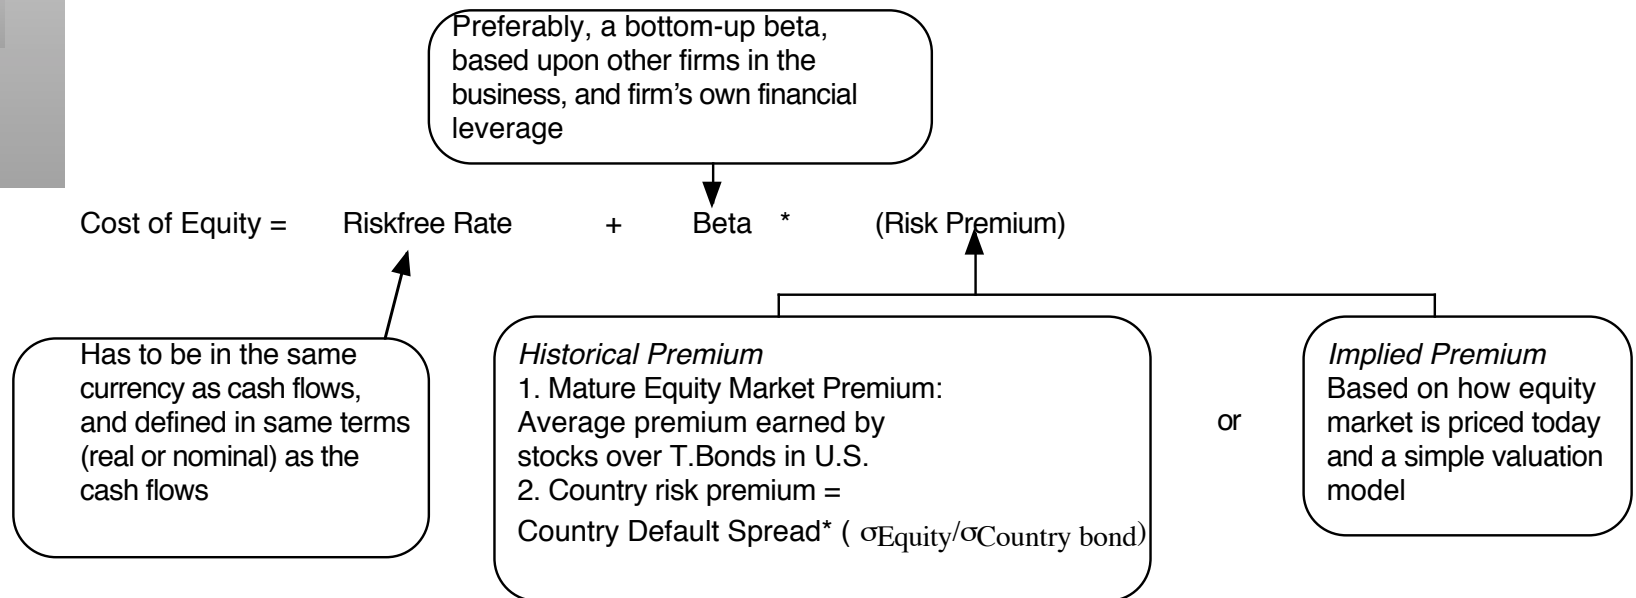 Preferably, a bottom-up beta,
based upon other firms in the
business, and firm's own financial
leverage
Cost of Equity = Riskfree Rate + Beta * (Risk Premium)
Has to be in the same
currency as cash flows,
and defined in same terms
(real or nominal) as the
cash flows
Historical Premium
1. Mature Equity Market Premium:
Average premium earned by
stocks over T.Bonds in U.S.
2. Country risk premium =
Country Default Spread* ( σEquity/σCountry bond)
or
Implied Premium
Based on how equity
market is priced today
and a simple valuation
model